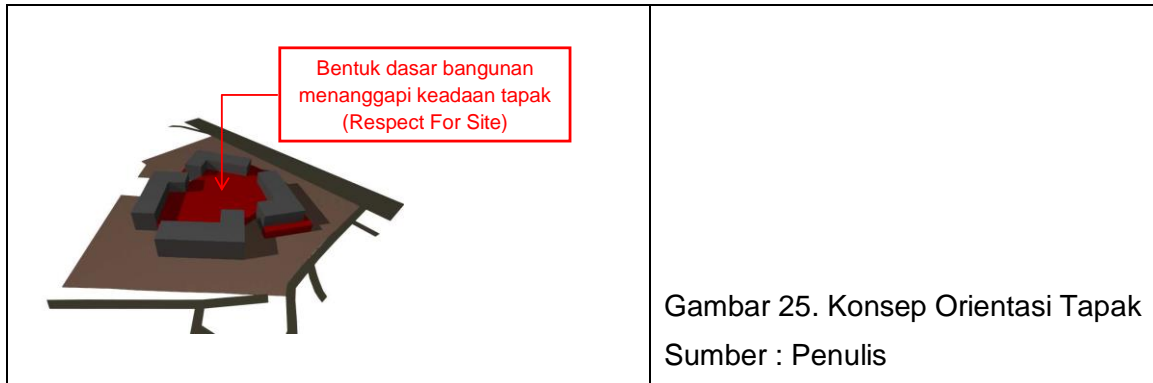 Bentuk dasar bangunan
menanggapi keadaan tapak
(Respect For Site)
Gambar 25. Konsep Orientasi Tapak
Sumber : Penulis